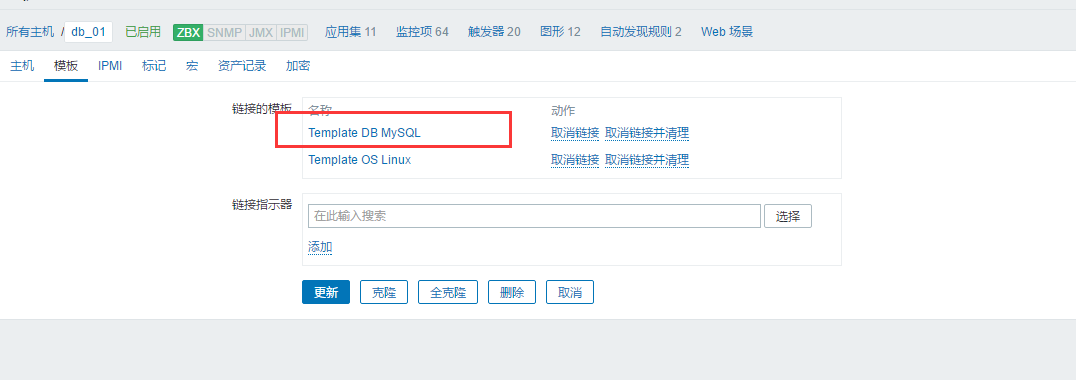 所有主机 / db_01 已启用 ZBX SNMP JMX IPMI 应用集 11 监控项 64 触发器 20 图形 12 自动发现规则 2 Web 场景
主机 模板 IPMI 标记 宏 资产记录 加密
链接的模板 名称 动作
Template DB MySQL 取消链接 取消链接并清理
Template OS Linux 取消链接 取消链接并清理
链接指示器 在此输入搜索 选择
添加
更新 克隆 全克隆 删除 取消